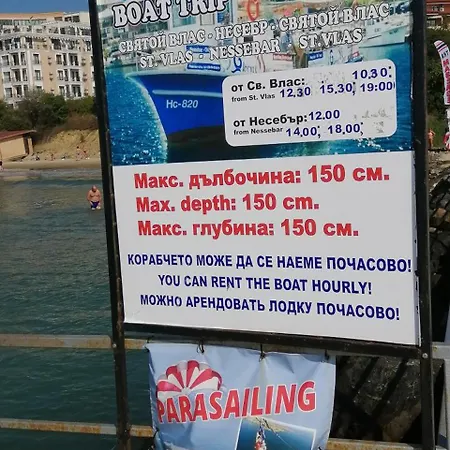 BOAT TRIP
СВЯТОЙ ВЛАС · НЕСЕБР · СВЯТОЙ ВЛАС
ST. VLAS - NESSEBAR - ST. VLAS
HC-820
от Св. Влас: 10,30,
from St. Vlas 12,30 15,30, 19:00
от Несебър: 12.00
from Nessebar 14,00, 18,00,
Макс. дълбочина: 150 см.
Max. depth: 150 cm.
Макс. глубина: 150 см.
КОРАБЧЕТО МОЖЕ ДА СЕ НАЕМЕ ПОЧАСОВО!
YOU CAN RENT THE BOAT HOURLY!
МОЖНО АРЕНДОВАТЬ ЛОДКУ ПОЧАСОВО!
PARASAILING